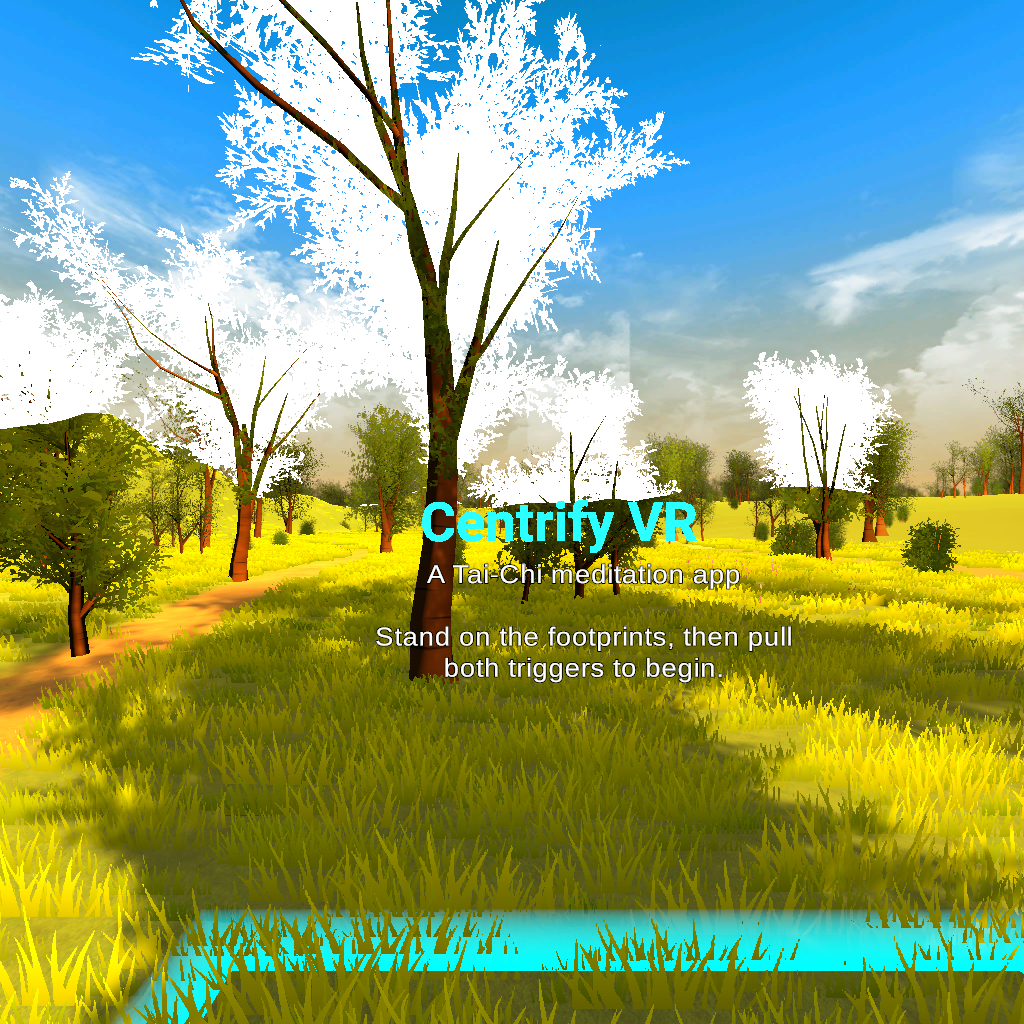 Centrify VR
A Tai-Chi meditation app
Stand on the footprints, then pull
both triggers to begin.